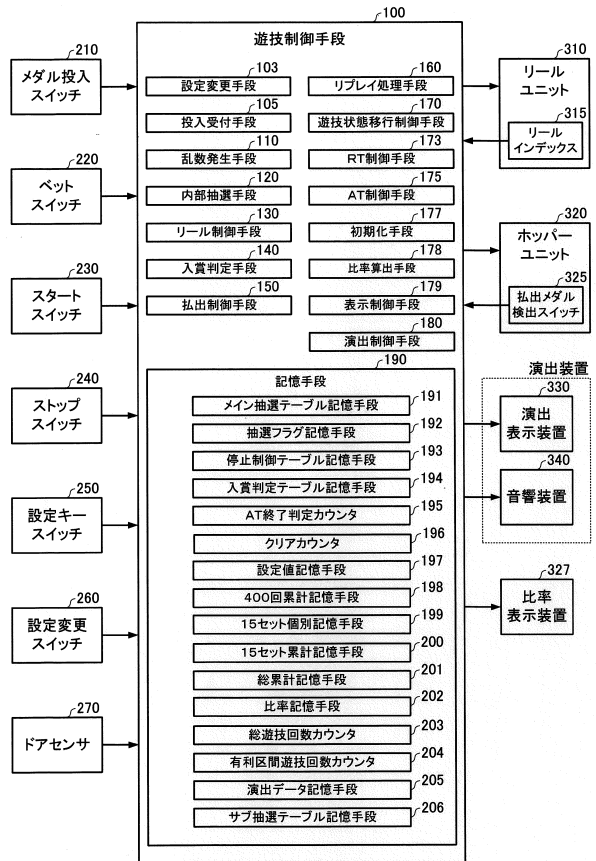 100
遊技制御手段
210
メダル投入
スイッチ
220
ベット
スイッチ
230
スタート
スイッチ
240
ストップ
スイッチ
250
設定キー
スイッチ
260
設定変更
スイッチ
270
ドアセンサ
103
設定変更手段
105
投入受付手段
110
乱数発生手段
120
内部抽選手段
130
リール制御手段
140
入賞判定手段
150
払出制御手段
160
リプレイ処理手段
170
遊技状態移行制御手段
173
RT制御手段
175
AT制御手段
177
初期化手段
178
比率算出手段
179
表示制御手段
180
演出制御手段
190
記憶手段
191
メイン抽選テーブル記憶手段
192
抽選フラグ記憶手段
193
停止制御テーブル記憶手段
194
入賞判定テーブル記憶手段
195
AT終了判定カウンタ
196
クリアカウンタ
197
設定値記憶手段
198
400回累計記憶手段
199
15セット個別記憶手段
200
15セット累計記憶手段
201
総累計記憶手段
202
比率記憶手段
203
総遊技回数カウンタ
204
有利区間遊技回数カウンタ
205
演出データ記憶手段
206
サブ抽選テーブル記憶手段
310
リール
ユニット
315
リール
インデックス
320
ホッパー
ユニット
325
払出メダル
検出スイッチ
演出装置
330
演出
表示装置
340
音響装置
327
比率
表示装置